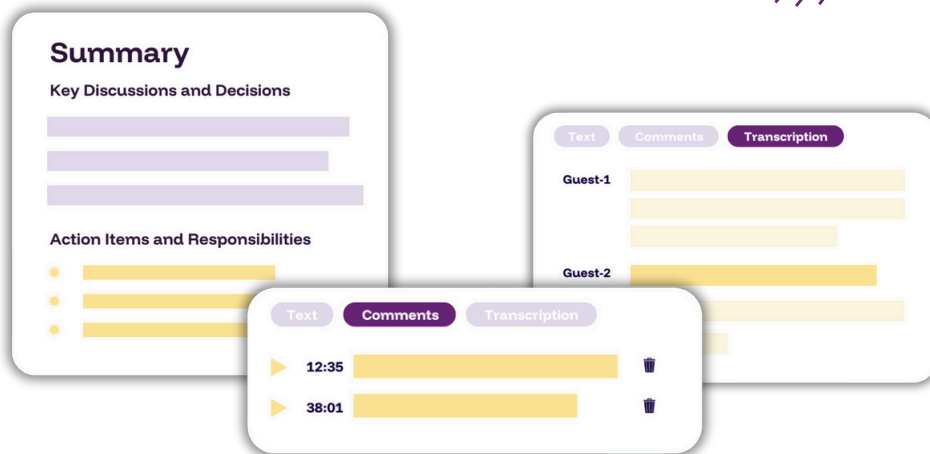 Summary
Key Discussions and Decisions
Action Items and Responsibilities
Text Comments Transcription
Guest-1
Guest-2
Text Comments Transcription
12:35
38:01